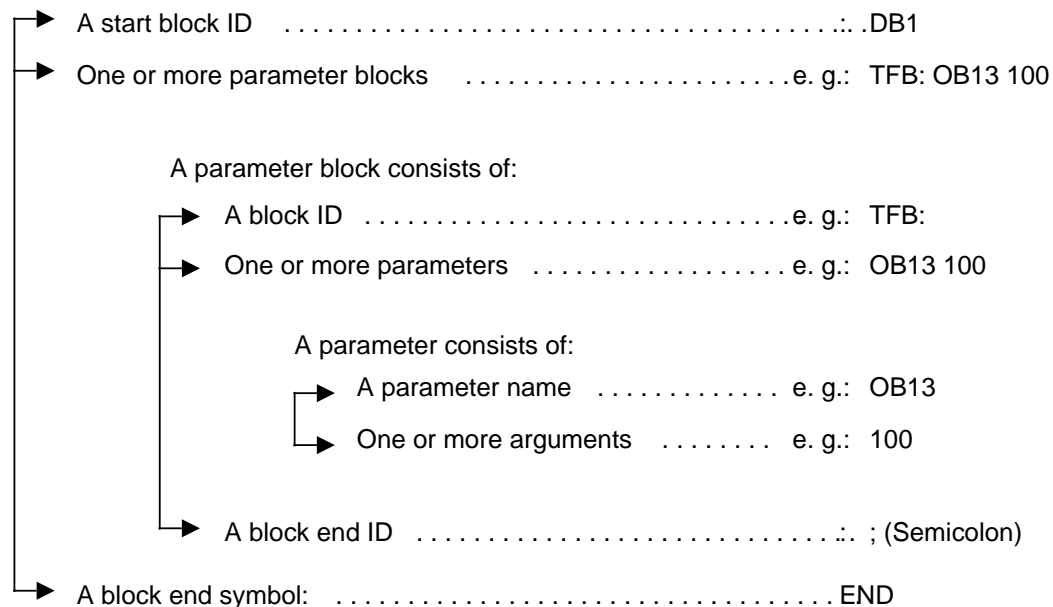 A start block ID . . . . . . . . . . . . . . . . . . . . . . . . . . . . . . . . . . . . . . .:. .DB1
One or more parameter blocks . . . . . . . . . . . . . . . . . . . . . . . e. g.: TFB: OB13 100
A parameter block consists of:
A block ID . . . . . . . . . . . . . . . . . . . . . . . . . . . . . .e. g.: TFB:
One or more parameters . . . . . . . . . . . . . . . . . . e. g.: OB13 100
A parameter consists of:
A parameter name . . . . . . . . . . . . . e. g.: OB13
One or more arguments . . . . . . . . e. g.: 100
A block end ID . . . . . . . . . . . . . . . . . . . . . . . . . . . . . .:. ; (Semicolon)
A block end symbol: . . . . . . . . . . . . . . . . . . . . . . . . . . . . . . . . . . . END